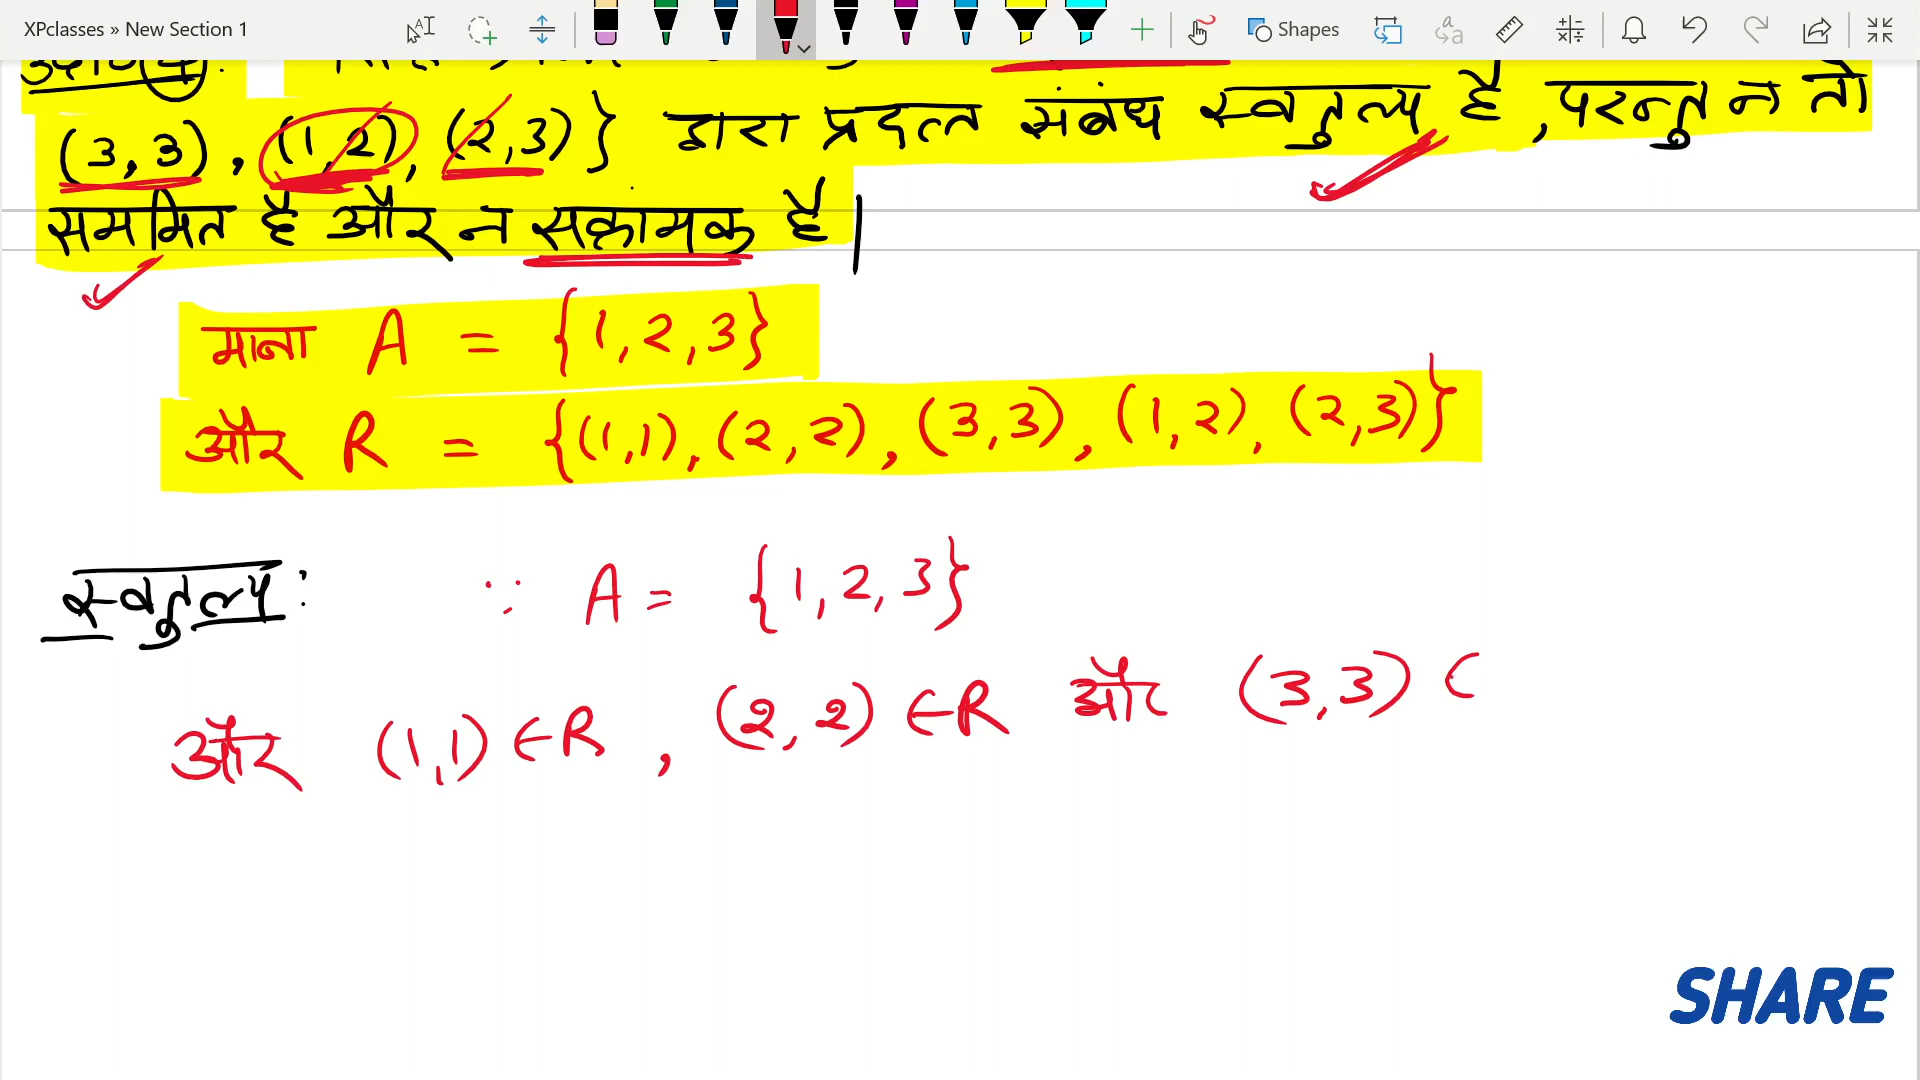 XPclasses » New Section 1
Shapes
(3, 3), (1, 2), (2, 3)} द्वारा प्रदत्त संबंध स्वतुल्य है, परन्तु न तो
सममित है और न संक्रामक है।
माना A = {1, 2, 3}
और R = {(1,1), (2, 2), (3,3), (1,2), (2,3)}
स्वतुल्य: ∵ A = {1, 2, 3}
और (1,1) ∈ R, (2, 2) ∈ R और (3,3) (
SHARE